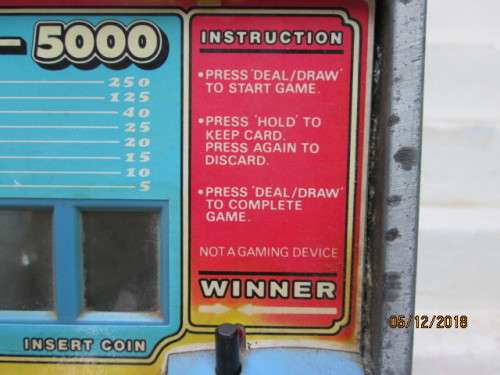 5000
250
125
40
25
20
15
10
5
INSERT COIN
INSTRUCTION
•PRESS 'DEAL/DRAW'
TO START GAME.
•PRESS 'HOLD' TO
KEEP CARD.
PRESS AGAIN TO
DISCARD.
•PRESS 'DEAL/DRAW'
TO COMPLETE
GAME.
NOT A GAMING DEVICE
WINNER
05/12/2018